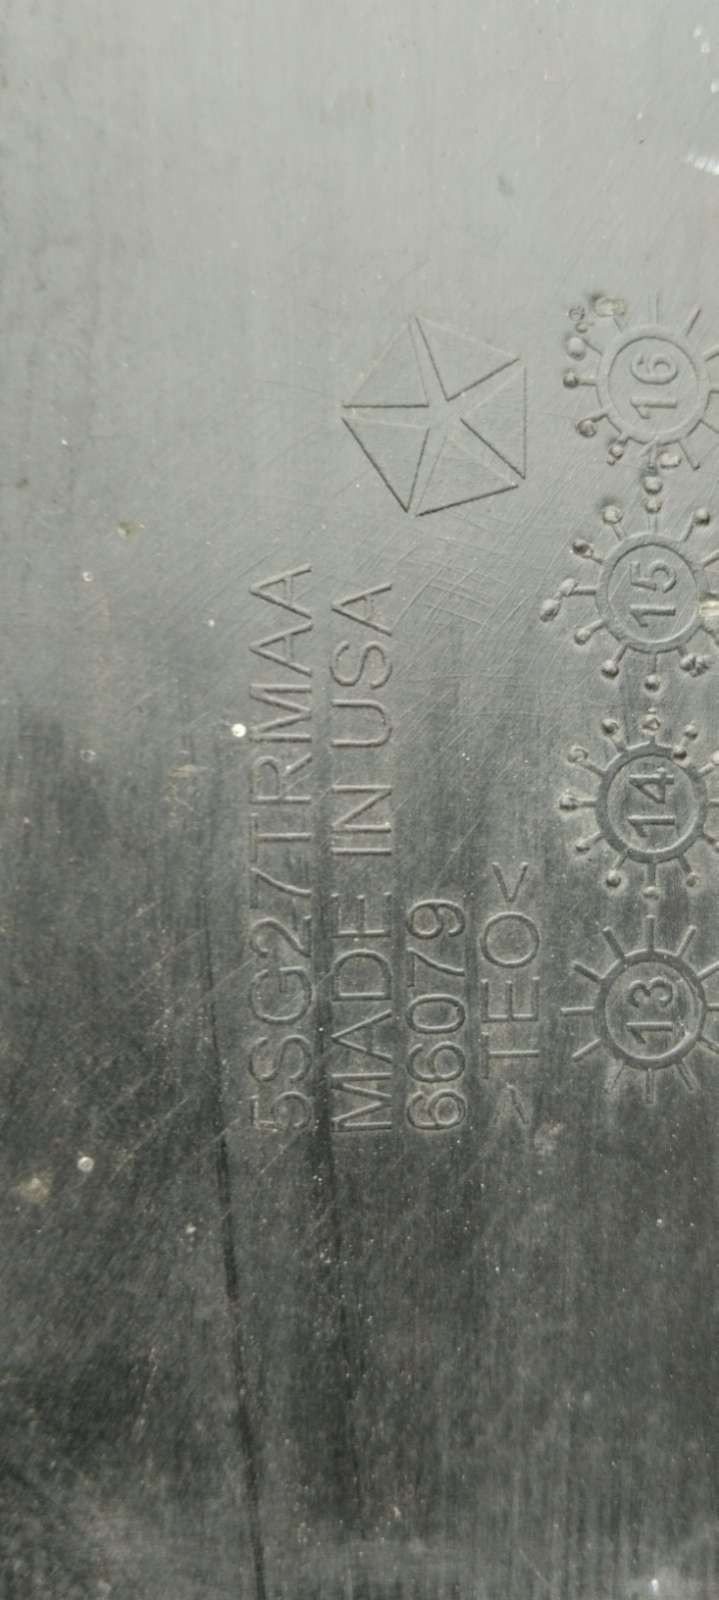 5SG27TRMAA
MADE IN USA
66079
>TEO<
13
14
15
16